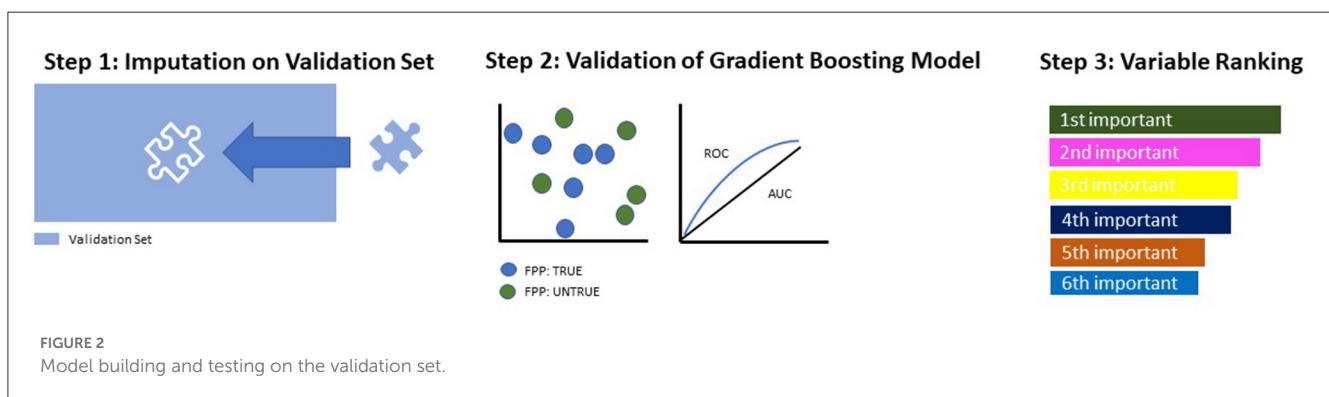 Step 1: Imputation on Validation Set
Validation Set
Step 2: Validation of Gradient Boosting Model
ROC
AUC
FPP: TRUE
FPP: UNTRUE
Step 3: Variable Ranking
1st important
2nd important
3rd important
4th important
5th important
6th important
FIGURE 2
Model building and testing on the validation set.